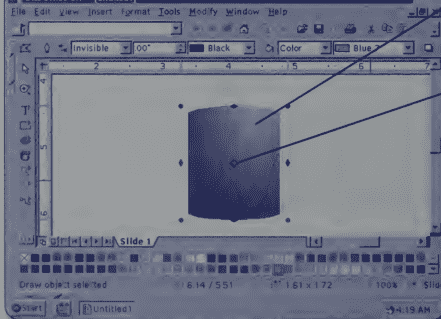 File Edit View Insert Format Tools Modify Window Help
Invisible .00" Black Color Blue 2
2 3 4 5 6 7
4
5
6
Slide 1
Draw object selected 6.14 / 5.51 1.61 x 1.72 100% * Slid
Start Untitled1 4:19 AM